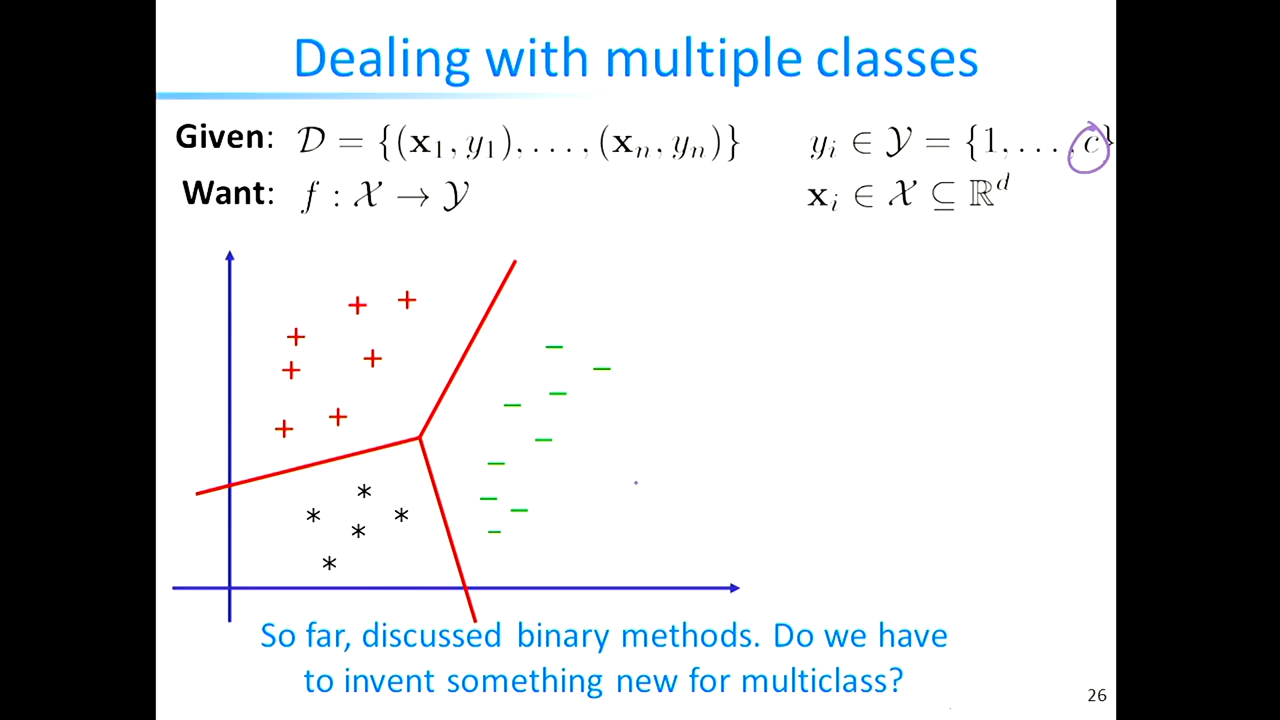 Dealing with multiple classes
Given: 𝒟 = {(x₁, y₁), . . . , (xₙ, yₙ)} yᵢ ∈ 𝒴 = {1, . . . , c}
Want: f : 𝒳 → 𝒴 xᵢ ∈ 𝒳 ⊆ ℝᵈ
So far, discussed binary methods. Do we have
to invent something new for multiclass?
26